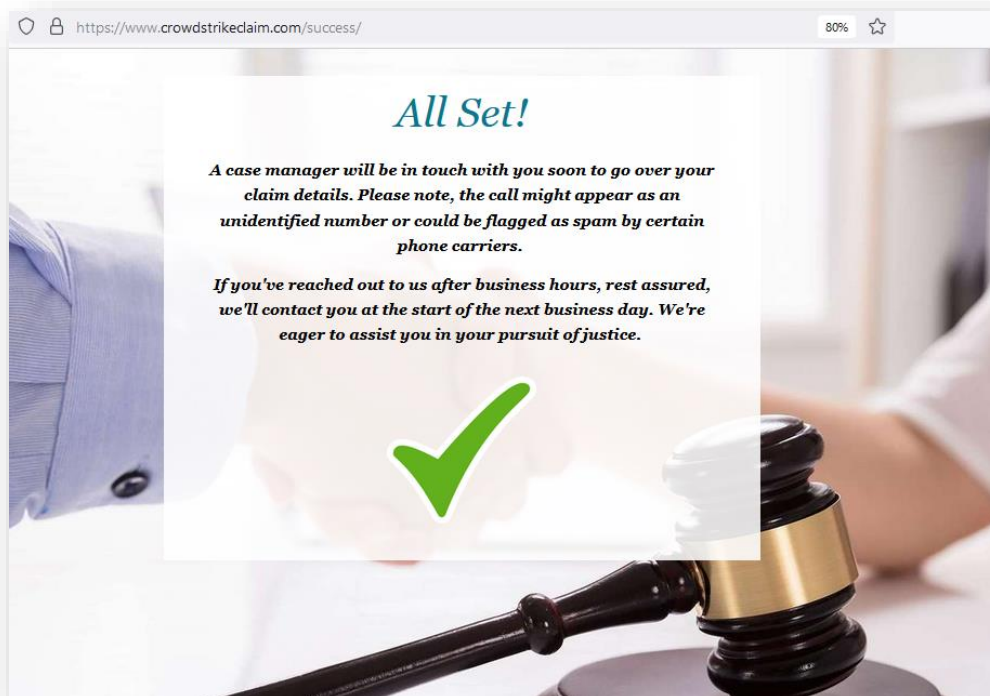 https://www.crowdstrikeclaim.com/success/
80%
All Set!
A case manager will be in touch with you soon to go over your
claim details. Please note, the call might appear as an
unidentified number or could be flagged as spam by certain
phone carriers.
If you've reached out to us after business hours, rest assured,
we'll contact you at the start of the next business day. We're
eager to assist you in your pursuit of justice.